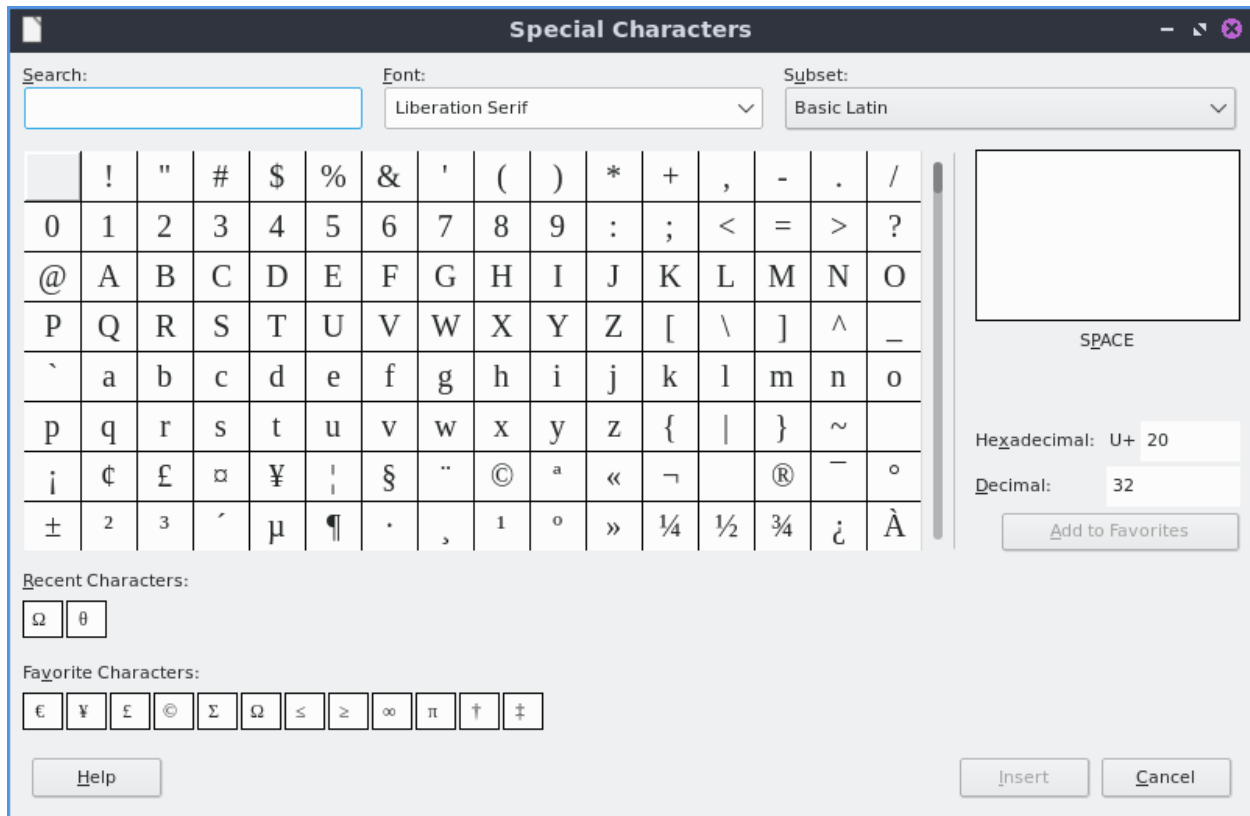 Special Characters
Search: Font: Subset:
Liberation Serif Basic Latin
! " # $ % & ' ( ) * + , - . /
0 1 2 3 4 5 6 7 8 9 : ; < = > ?
@ A B C D E F G H I J K L M N O
P Q R S T U V W X Y Z [ \ ] ^ _
` a b c d e f g h i j k l m n o
p q r s t u v w x y z { | } ~
¡ ¢ £ ¤ ¥ ¦ § ¨ © ª « ¬ ® ¯ °
± ² ³ ´ µ ¶ · ¸ ¹ º » ¼ ½ ¾ ¿ À
SPACE
Hexadecimal: U+ 20
Decimal: 32
Add to Favorites
Recent Characters:
Ω θ
Favorite Characters:
€ ¥ £ © Σ Ω ≤ ≥ ∞ π † ‡
Help Insert Cancel